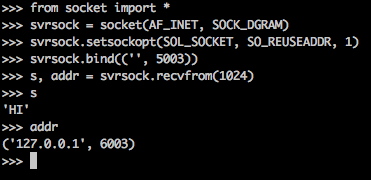 >>> from socket import *
>>> svrsock = socket(AF_INET, SOCK_DGRAM)
>>> svrsock.setsockopt(SOL_SOCKET, SO_REUSEADDR, 1)
>>> svrsock.bind(('', 5003))
>>> s, addr = svrsock.recvfrom(1024)
>>> s
'HI'
>>> addr
('127.0.0.1', 6003)
>>>